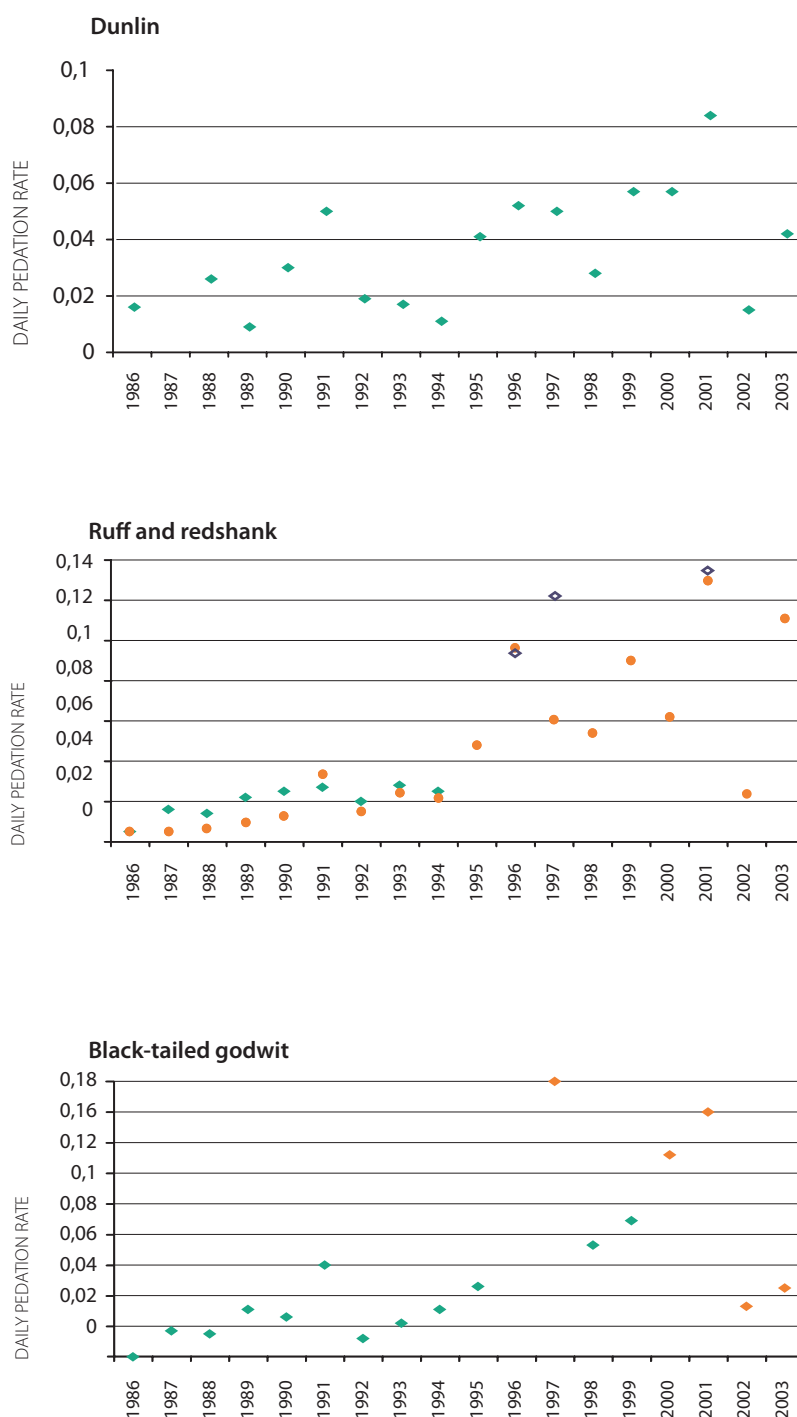 Dunlin
DAILY PEDATION RATE
0,1
0,08
0,06
0,04
0,02
0
1986 1987 1988 1989 1990 1991 1992 1993 1994 1995 1996 1997 1998 1999 2000 2001 2002 2003
Ruff and redshank
DAILY PEDATION RATE
0,14
0,12
0,1
0,08
0,06
0,04
0,02
0
1986 1987 1988 1989 1990 1991 1992 1993 1994 1995 1996 1997 1998 1999 2000 2001 2002 2003
Black-tailed godwit
DAILY PEDATION RATE
0,18
0,16
0,12
0,1
0,08
0,06
0,04
0,02
0
1986 1987 1988 1989 1990 1991 1992 1993 1994 1995 1996 1997 1998 1999 2000 2001 2002 2003